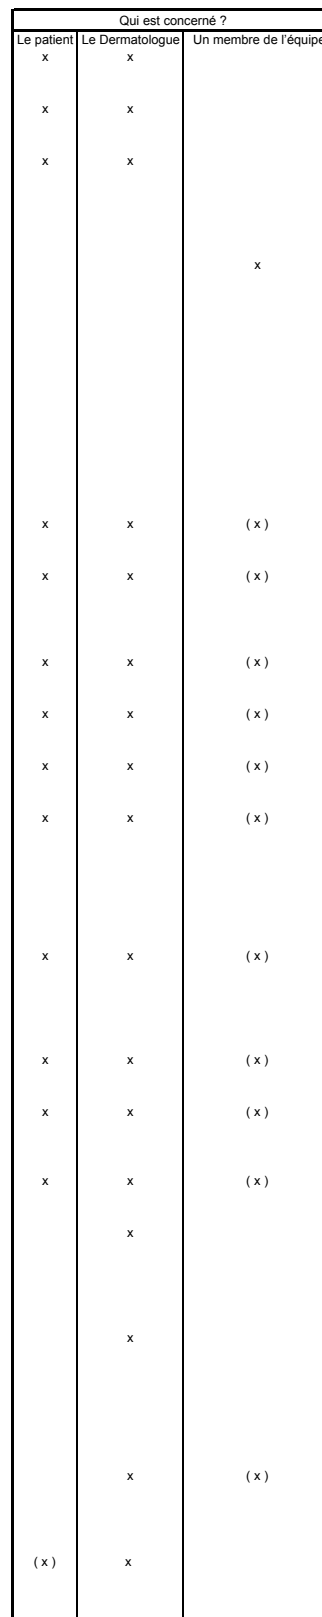 Qui est concerné ?
Le patient Le Dermatologue Un membre de l'équipe
x x
x x
x x
x
x x ( x )
x x ( x )
x x ( x )
x x ( x )
x x ( x )
x x ( x )
x x ( x )
x x ( x )
x x ( x )
x x ( x )
x
x
x ( x )
( x ) x